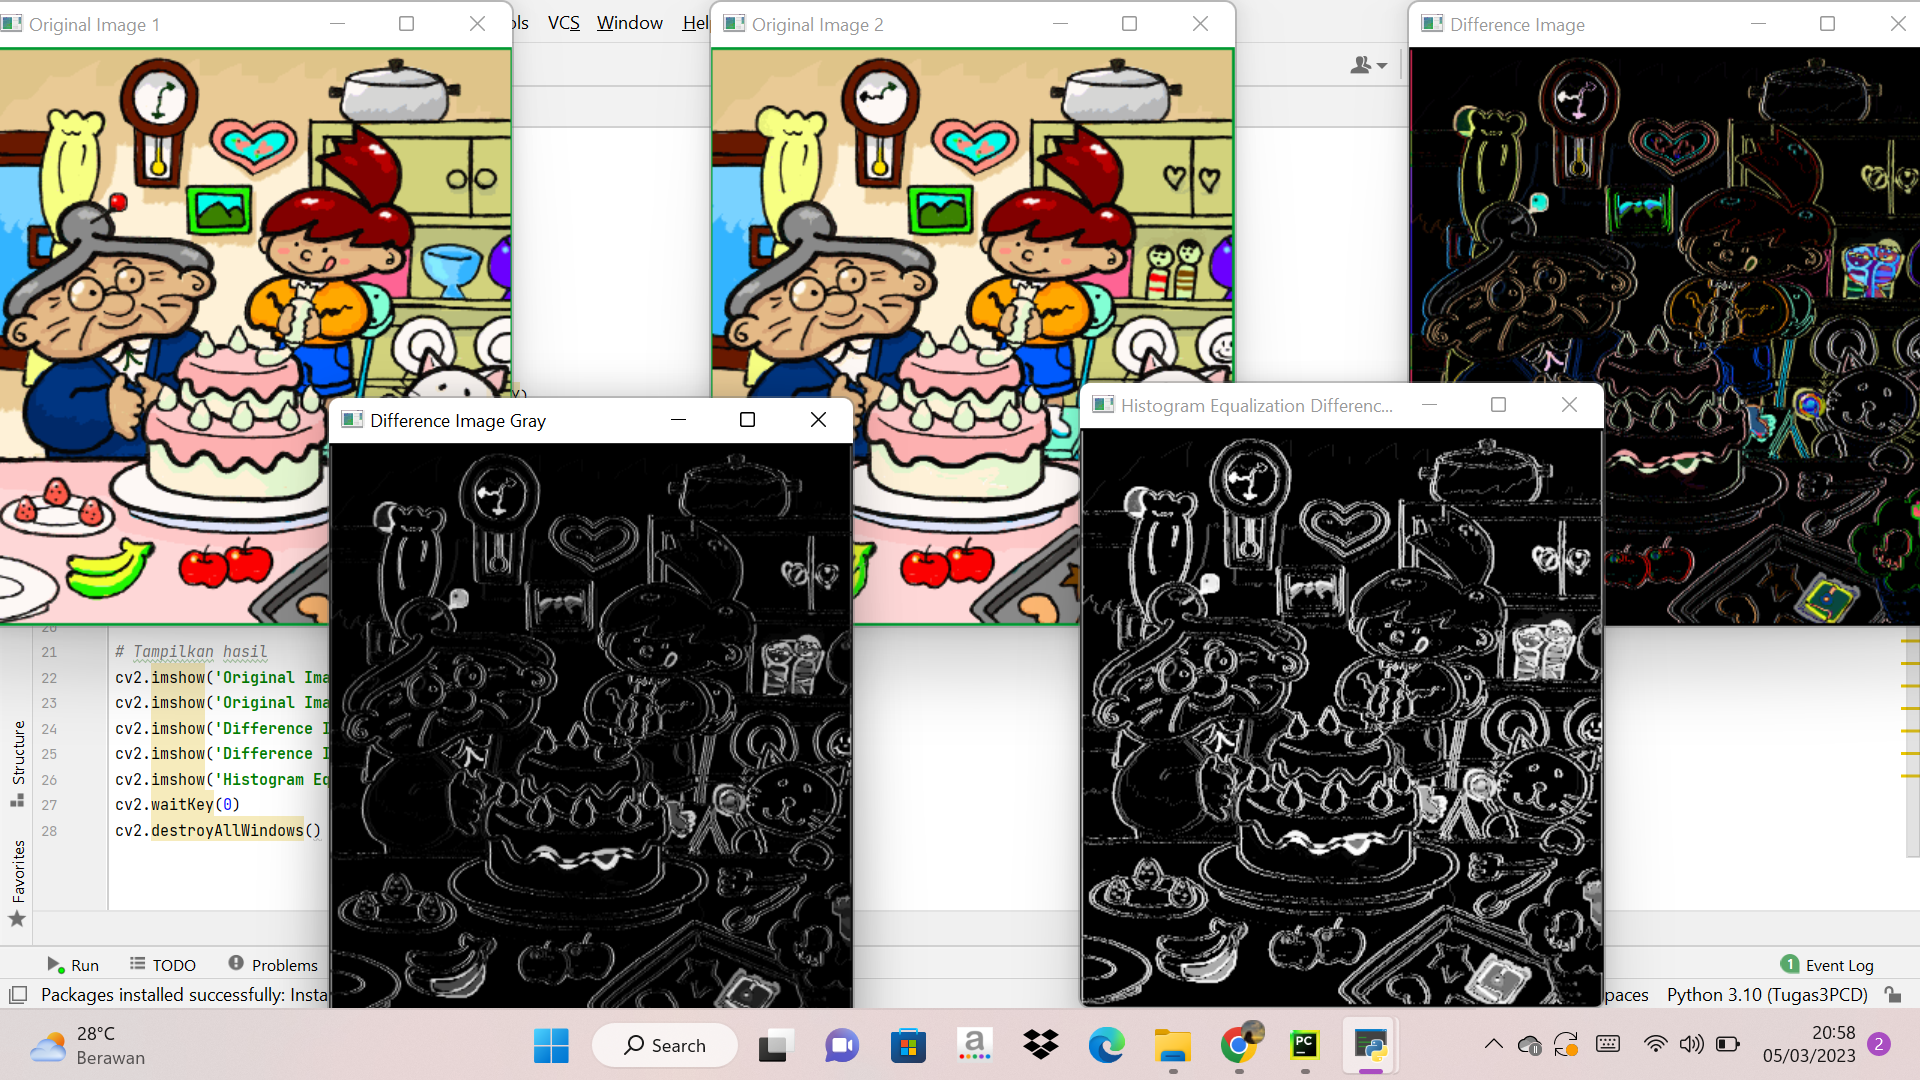 Original Image 1
ols VCS Window Help
Original Image 2
Difference Image
Difference Image Gray
Histogram Equalization Differenc...
20
21 # Tampilkan hasil
22 cv2.imshow('Original Ima
23 cv2.imshow('Original Ima
24 cv2.imshow('Difference I
25 cv2.imshow('Difference I
26 cv2.imshow('Histogram Eq
27 cv2.waitKey(0)
28 cv2.destroyAllWindows()
Structure
Favorites
Run TODO Problems
1 Event Log
Packages installed successfully: Insta
paces Python 3.10 (Tugas3PCD)
28°C
Berawan
Search
a
PC
20:58
05/03/2023
2